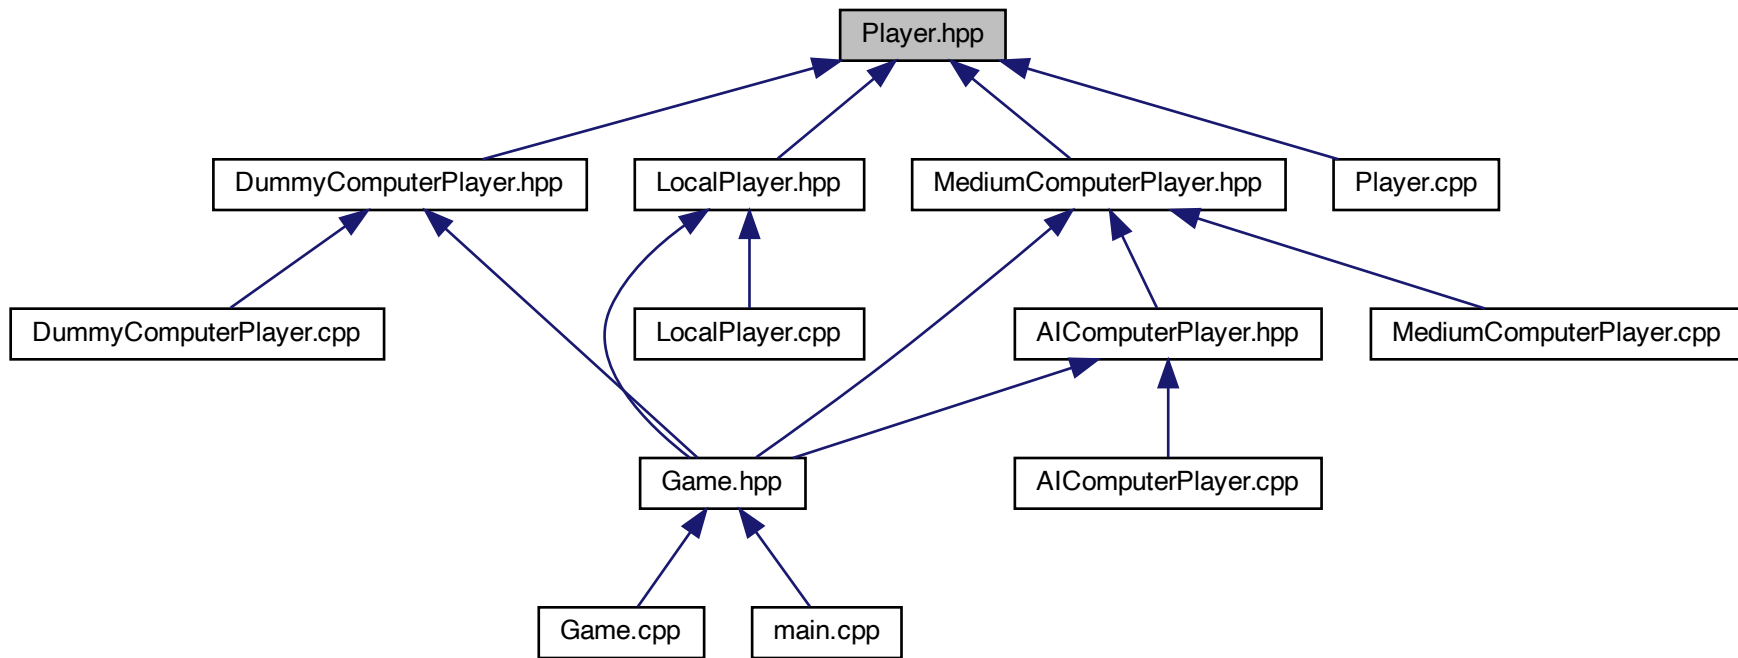 Player.hpp
DummyComputerPlayer.hpp
LocalPlayer.hpp
MediumComputerPlayer.hpp
Player.cpp
DummyComputerPlayer.cpp
LocalPlayer.cpp
AIComputerPlayer.hpp
MediumComputerPlayer.cpp
Game.hpp
AIComputerPlayer.cpp
Game.cpp
main.cpp